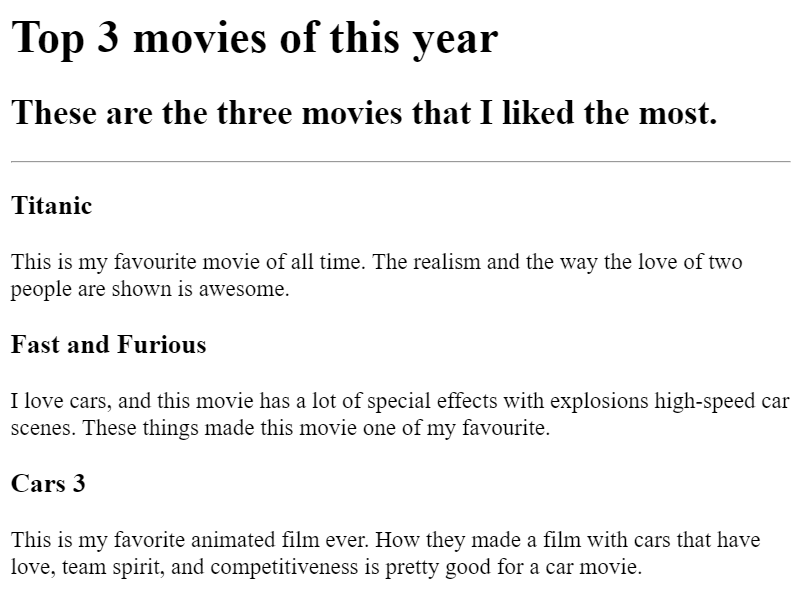 Top 3 movies of this year
These are the three movies that I liked the most.
Titanic
This is my favourite movie of all time. The realism and the way the love of two
people are shown is awesome.
Fast and Furious
I love cars, and this movie has a lot of special effects with explosions high-speed car
scenes. These things made this movie one of my favourite.
Cars 3
This is my favorite animated film ever. How they made a film with cars that have
love, team spirit, and competitiveness is pretty good for a car movie.